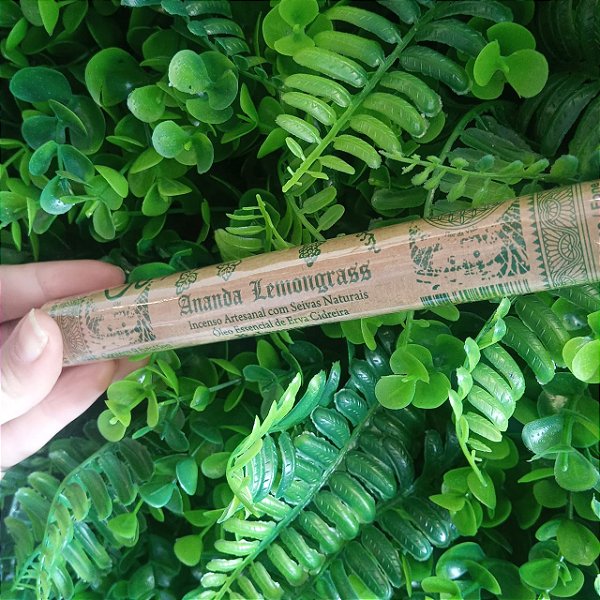 Ananda Lemongrass
Incenso Artesanal com Seivas Naturais
Óleo Essencial de Erva Cidreira